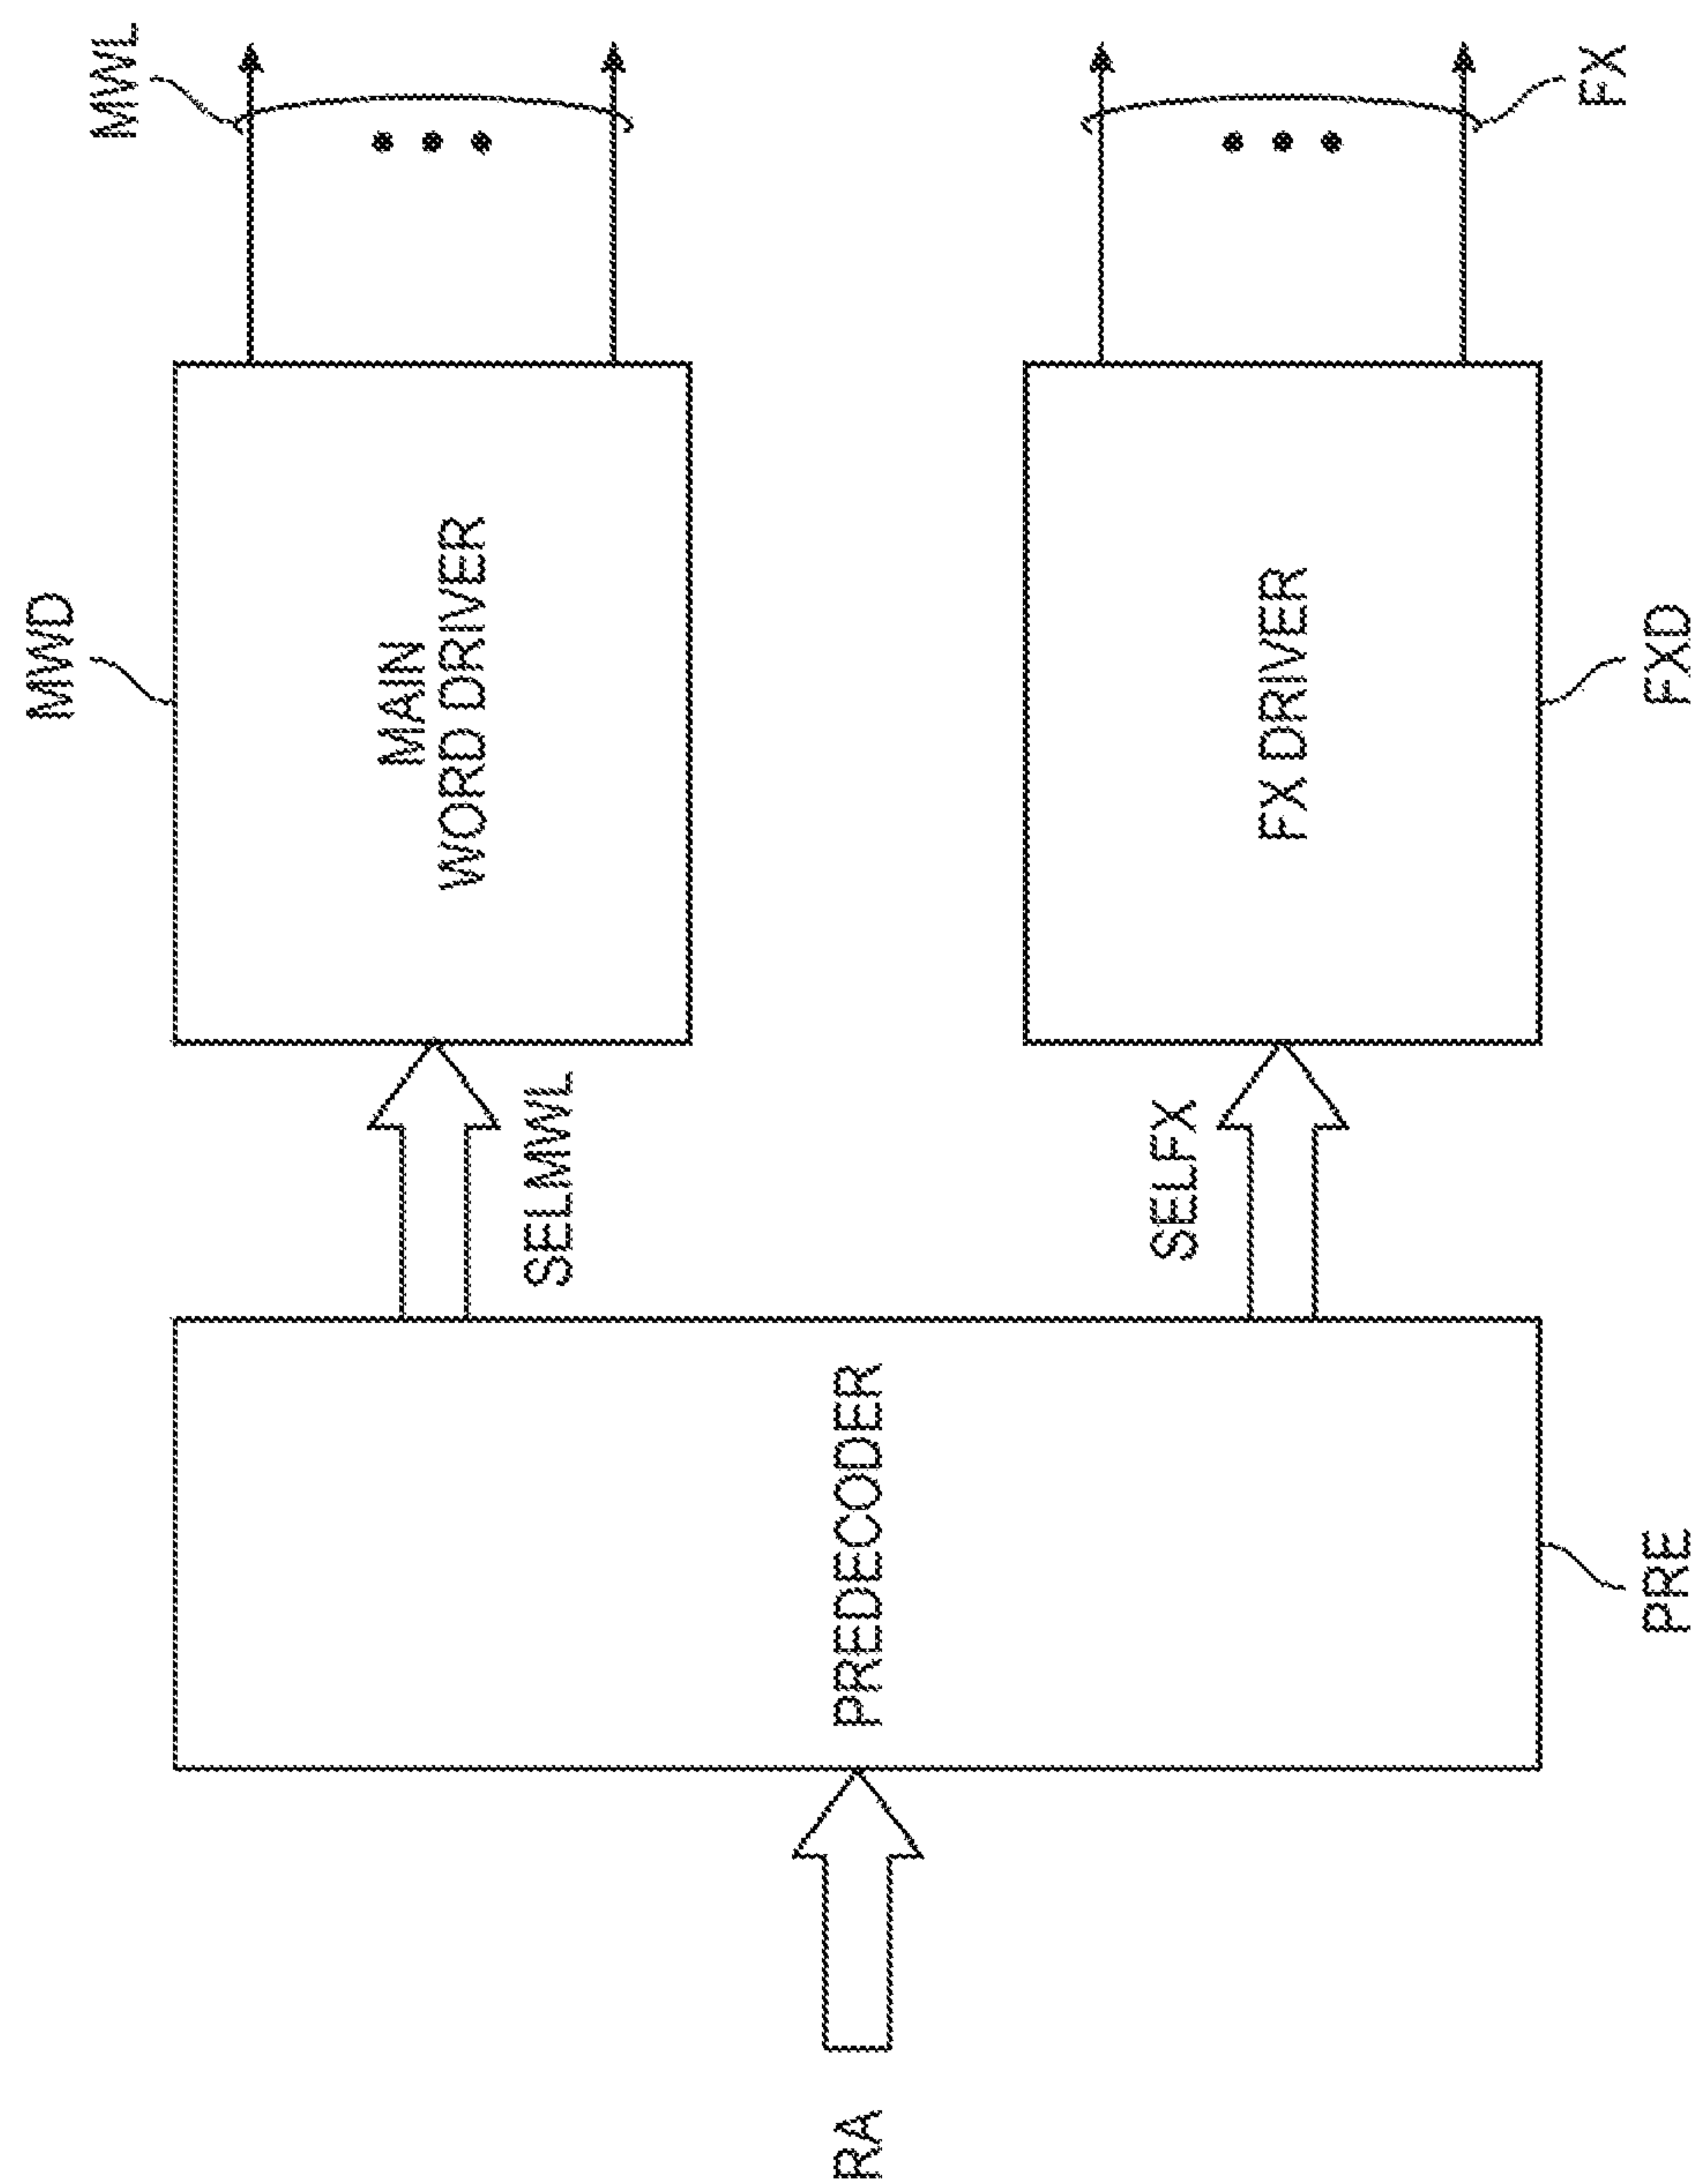 MWD
MWL
MAIN
WORD DRIVER
SELMWL
RA
PREDECODER
SELFX
FX DRIVER
FX
PRE
FXD